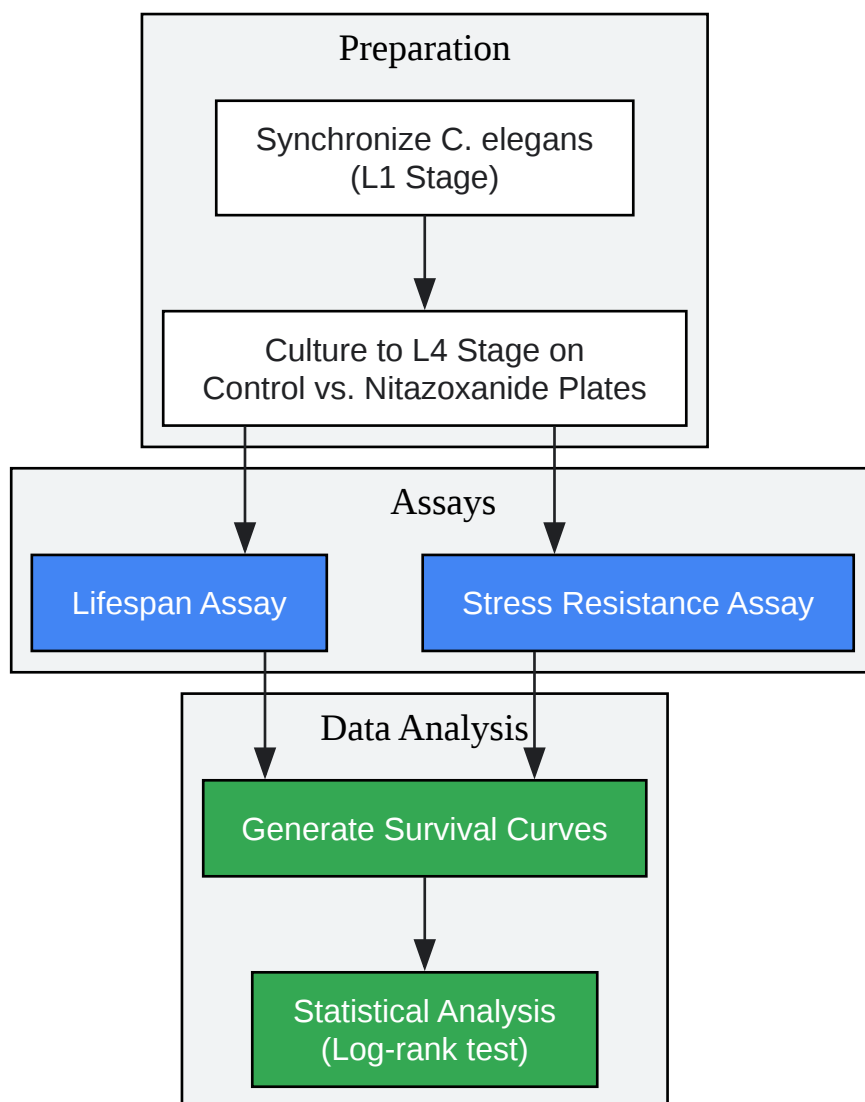 Preparation
Synchronize C. elegans
(L1 Stage)
Culture to L4 Stage on
Control vs. Nitazoxanide Plates
Assays
Lifespan Assay
Stress Resistance Assay
Data Analysis
Generate Survival Curves
Statistical Analysis
(Log-rank test)